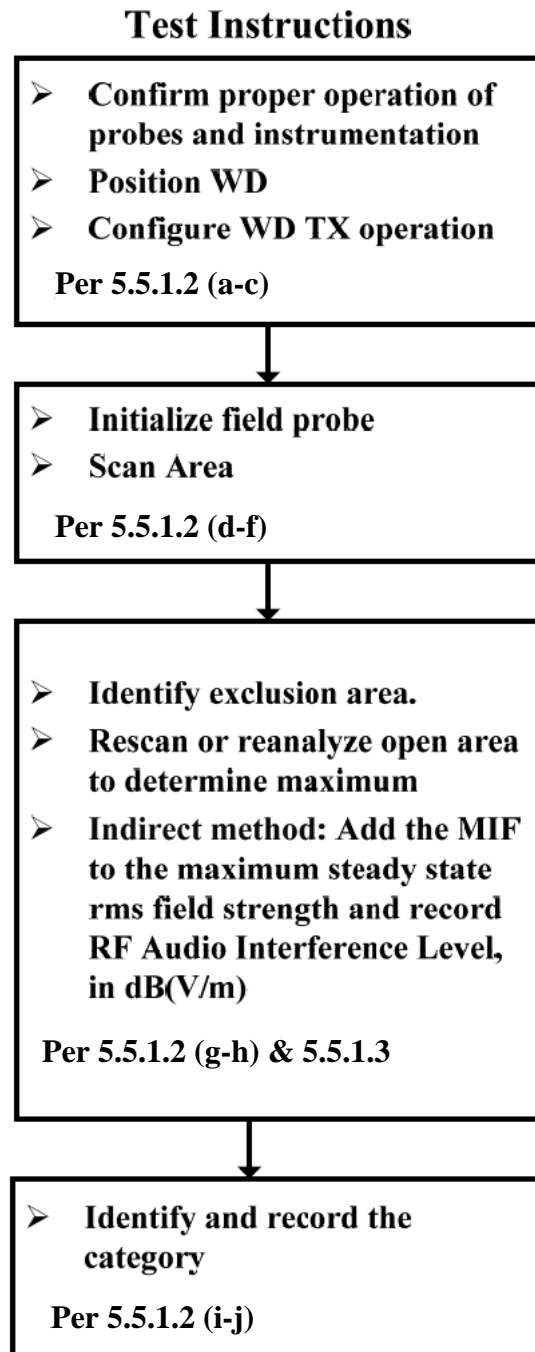 Test Instructions
➢ Confirm proper operation of
probes and instrumentation
➢ Position WD
➢ Configure WD TX operation
Per 5.5.1.2 (a-c)
➢ Initialize field probe
➢ Scan Area
Per 5.5.1.2 (d-f)
➢ Identify exclusion area.
➢ Rescan or reanalyze open area
to determine maximum
➢ Indirect method: Add the MIF
to the maximum steady state
rms field strength and record
RF Audio Interference Level,
in dB(V/m)
Per 5.5.1.2 (g-h) & 5.5.1.3
➢ Identify and record the
category
Per 5.5.1.2 (i-j)